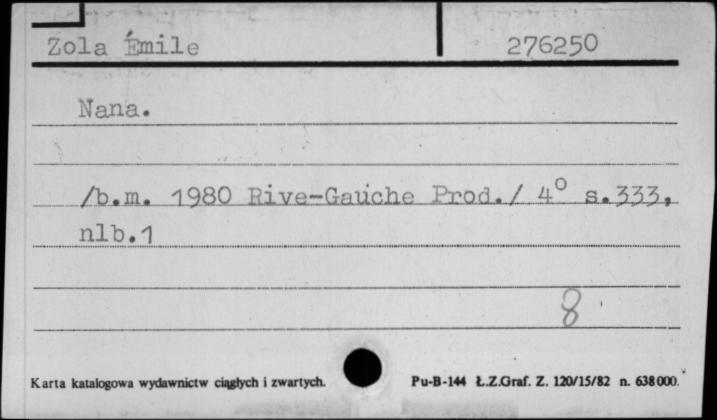 Zola Émile 276250
Nana.
/b.m. 1980 Rive-Gauche Prod./ 4° s.333,
nlb.1
8
Karta katalogowa wydawnictw ciągłych i zwartych. Pu-B-144 Ł.Z.Graf. Z. 120/15/82 n. 638000.